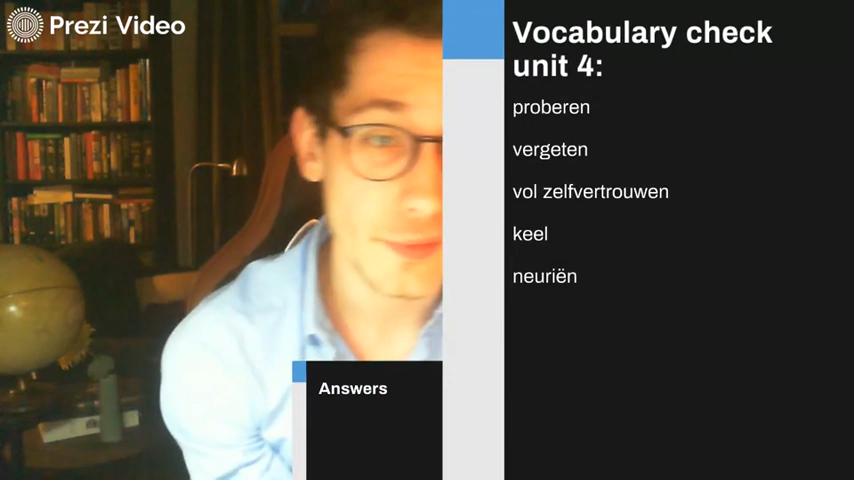 Prezi Video
Vocabulary check
unit 4:
proberen
vergeten
vol zelfvertrouwen
keel
neuriën
Answers